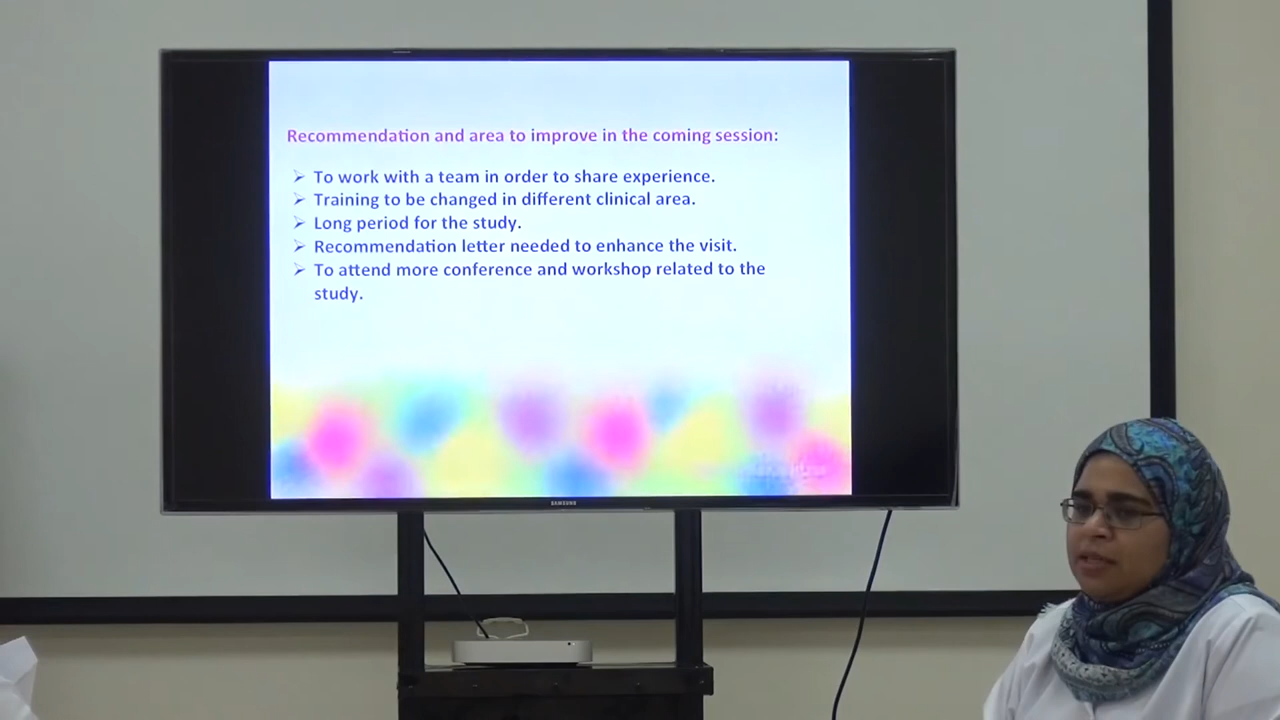 Recommendation and area to improve in the coming session:
➢ To work with a team in order to share experience.
➢ Training to be changed in different clinical area.
➢ Long period for the study.
➢ Recommendation letter needed to enhance the visit.
➢ To attend more conference and workshop related to the
study.
SAMSUNG